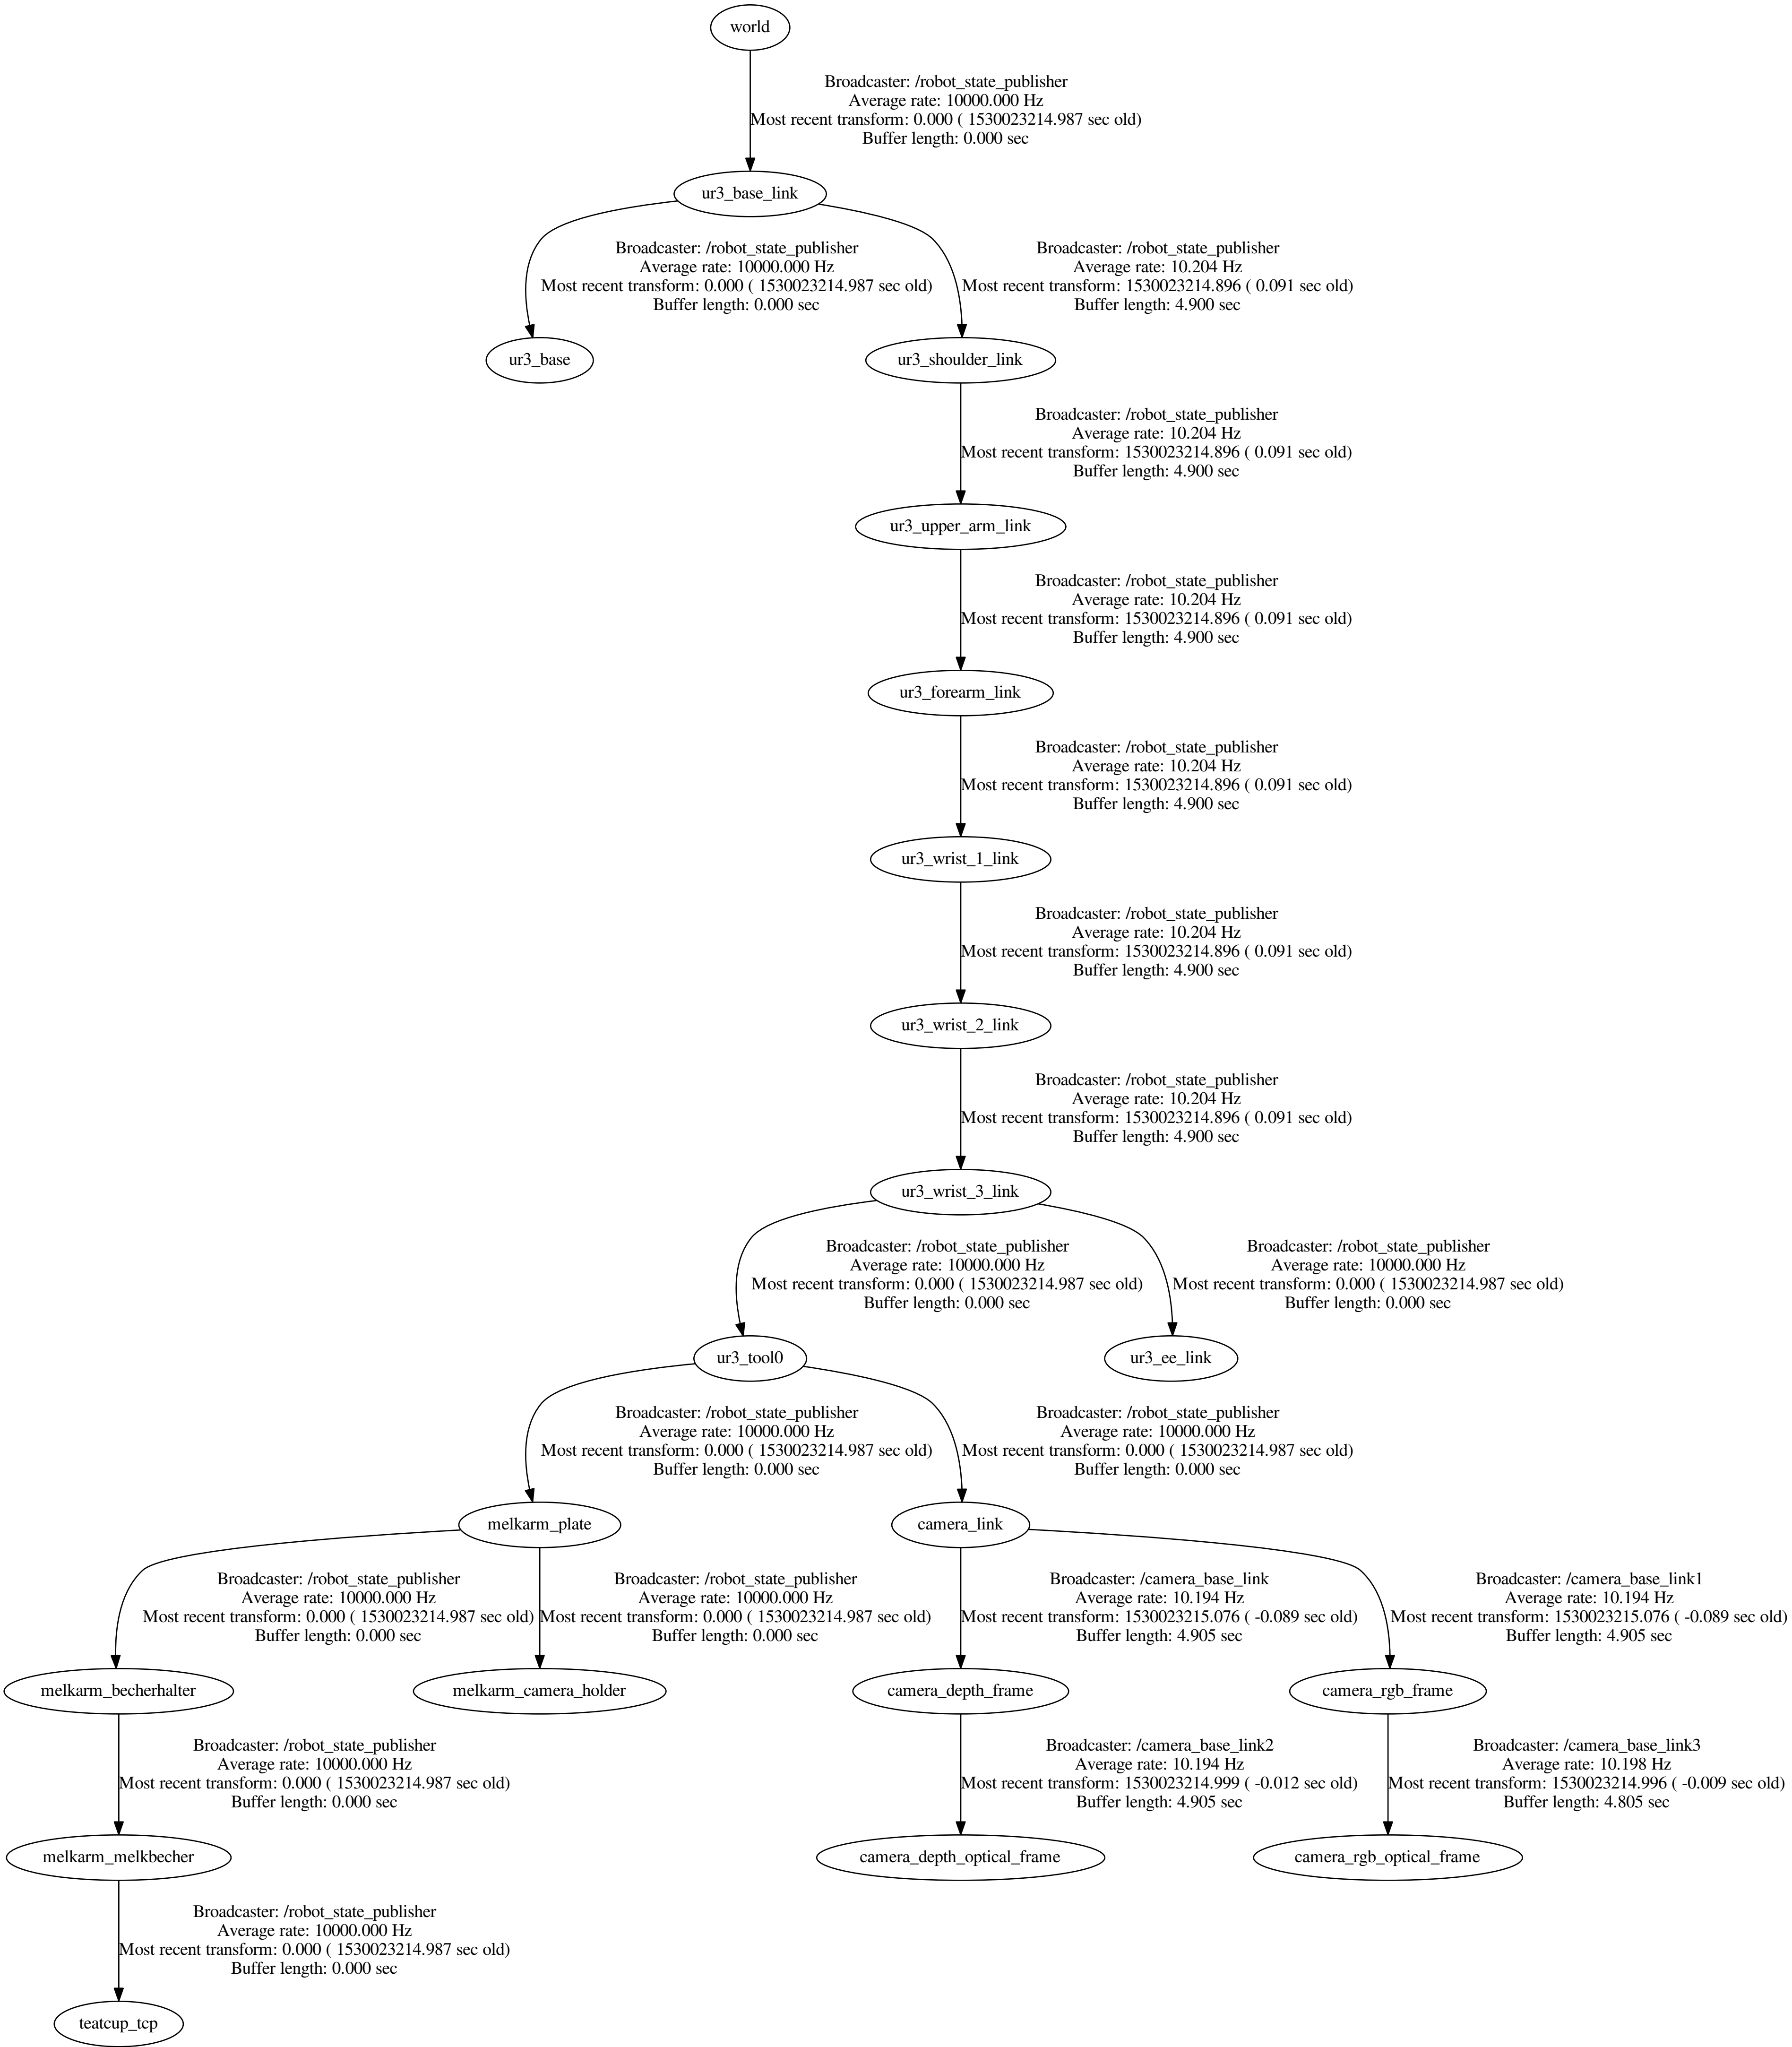 world
Broadcaster: /robot_state_publisher
Average rate: 10000.000 Hz
Most recent transform: 0.000 ( 1530023214.987 sec old)
Buffer length: 0.000 sec
ur3_base_link
Broadcaster: /robot_state_publisher
Average rate: 10000.000 Hz
Most recent transform: 0.000 ( 1530023214.987 sec old)
Buffer length: 0.000 sec
Broadcaster: /robot_state_publisher
Average rate: 10.204 Hz
Most recent transform: 1530023214.896 ( 0.091 sec old)
Buffer length: 4.900 sec
ur3_base
ur3_shoulder_link
Broadcaster: /robot_state_publisher
Average rate: 10.204 Hz
Most recent transform: 1530023214.896 ( 0.091 sec old)
Buffer length: 4.900 sec
ur3_upper_arm_link
Broadcaster: /robot_state_publisher
Average rate: 10.204 Hz
Most recent transform: 1530023214.896 ( 0.091 sec old)
Buffer length: 4.900 sec
ur3_forearm_link
Broadcaster: /robot_state_publisher
Average rate: 10.204 Hz
Most recent transform: 1530023214.896 ( 0.091 sec old)
Buffer length: 4.900 sec
ur3_wrist_1_link
Broadcaster: /robot_state_publisher
Average rate: 10.204 Hz
Most recent transform: 1530023214.896 ( 0.091 sec old)
Buffer length: 4.900 sec
ur3_wrist_2_link
Broadcaster: /robot_state_publisher
Average rate: 10.204 Hz
Most recent transform: 1530023214.896 ( 0.091 sec old)
Buffer length: 4.900 sec
ur3_wrist_3_link
Broadcaster: /robot_state_publisher
Average rate: 10000.000 Hz
Most recent transform: 0.000 ( 1530023214.987 sec old)
Buffer length: 0.000 sec
Broadcaster: /robot_state_publisher
Average rate: 10000.000 Hz
Most recent transform: 0.000 ( 1530023214.987 sec old)
Buffer length: 0.000 sec
ur3_tool0
ur3_ee_link
Broadcaster: /robot_state_publisher
Average rate: 10000.000 Hz
Most recent transform: 0.000 ( 1530023214.987 sec old)
Buffer length: 0.000 sec
Broadcaster: /robot_state_publisher
Average rate: 10000.000 Hz
Most recent transform: 0.000 ( 1530023214.987 sec old)
Buffer length: 0.000 sec
melkarm_plate
camera_link
Broadcaster: /robot_state_publisher
Average rate: 10000.000 Hz
Most recent transform: 0.000 ( 1530023214.987 sec old)
Buffer length: 0.000 sec
Broadcaster: /robot_state_publisher
Average rate: 10000.000 Hz
Most recent transform: 0.000 ( 1530023214.987 sec old)
Buffer length: 0.000 sec
Broadcaster: /camera_base_link
Average rate: 10.194 Hz
Most recent transform: 1530023215.076 ( -0.089 sec old)
Buffer length: 4.905 sec
Broadcaster: /camera_base_link1
Average rate: 10.194 Hz
Most recent transform: 1530023215.076 ( -0.089 sec old)
Buffer length: 4.905 sec
melkarm_becherhalter
melkarm_camera_holder
camera_depth_frame
camera_rgb_frame
Broadcaster: /robot_state_publisher
Average rate: 10000.000 Hz
Most recent transform: 0.000 ( 1530023214.987 sec old)
Buffer length: 0.000 sec
Broadcaster: /camera_base_link2
Average rate: 10.194 Hz
Most recent transform: 1530023214.999 ( -0.012 sec old)
Buffer length: 4.905 sec
Broadcaster: /camera_base_link3
Average rate: 10.198 Hz
Most recent transform: 1530023214.996 ( -0.009 sec old)
Buffer length: 4.805 sec
melkarm_melkbecher
camera_depth_optical_frame
camera_rgb_optical_frame
Broadcaster: /robot_state_publisher
Average rate: 10000.000 Hz
Most recent transform: 0.000 ( 1530023214.987 sec old)
Buffer length: 0.000 sec
teatcup_tcp